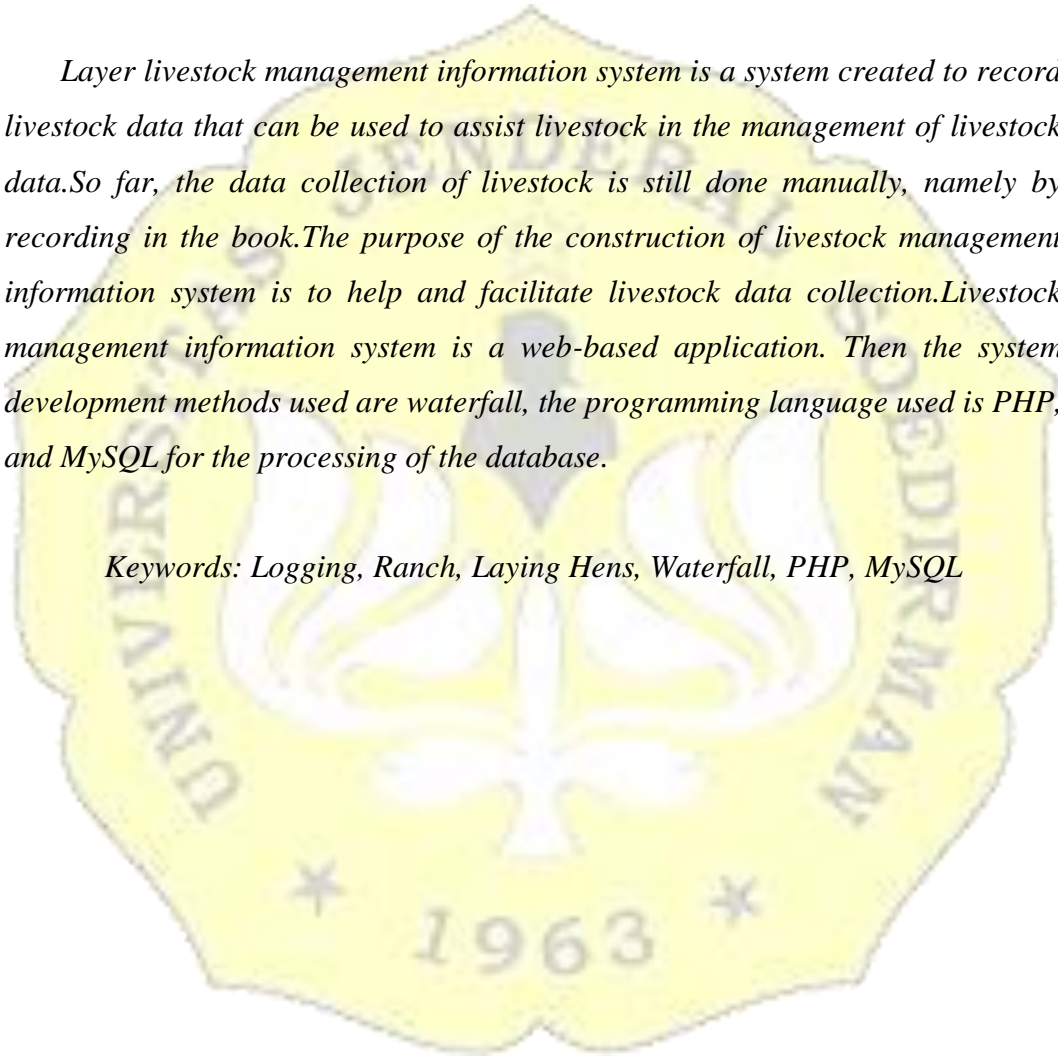 Layer livestock management information system is a system created to record
livestock data that can be used to assist livestock in the management of livestock
data.So far, the data collection of livestock is still done manually, namely by
recording in the book.The purpose of the construction of livestock management
information system is to help and facilitate livestock data collection.Livestock
management information system is a web-based application. Then the system
development methods used are waterfall, the programming language used is PHP,
and MySQL for the processing of the database.
Keywords: Logging, Ranch, Laying Hens, Waterfall, PHP, MySQL
UNIVERSITAS JENDERAL SOEDIRMAN
1963